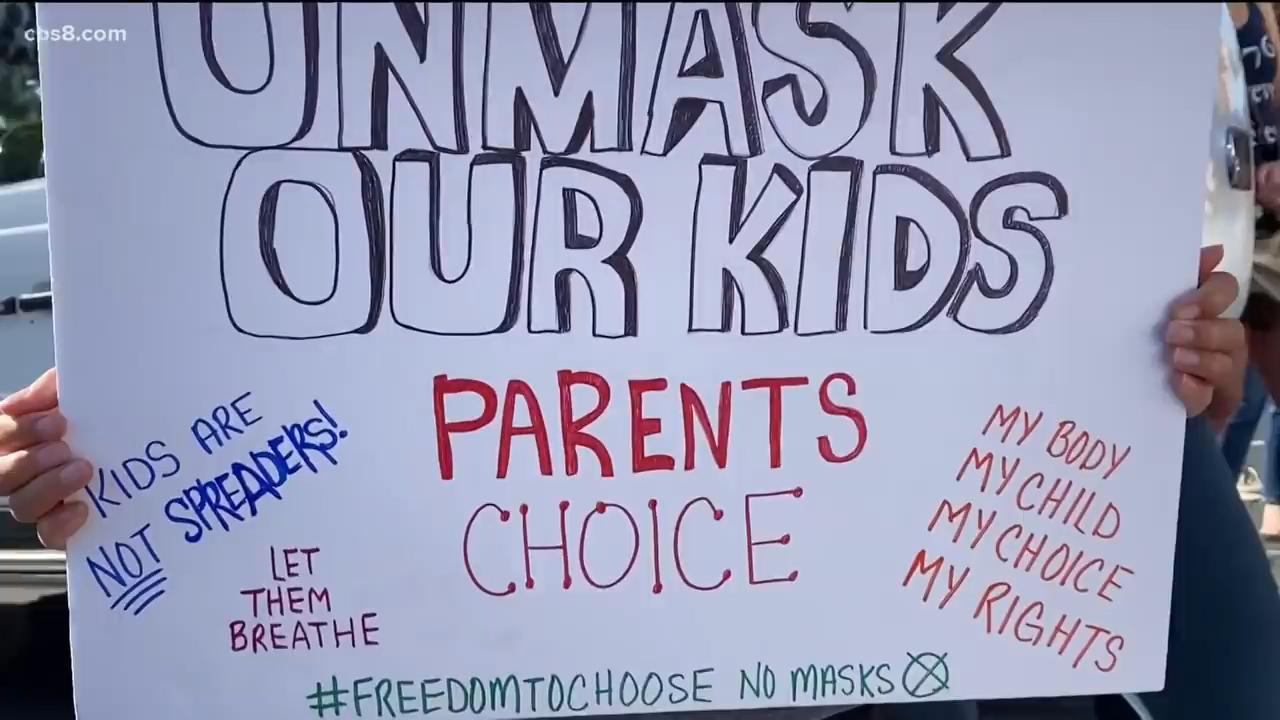 cbs8.com
UNMASK
OUR KIDS
PARENTS
CHOICE
KIDS ARE
NOT SPREADERS!
LET
THEM
BREATHE
MY BODY
MY CHILD
MY CHOICE
MY RIGHTS
#FREEDOMTOCHOOSE NO MASKS